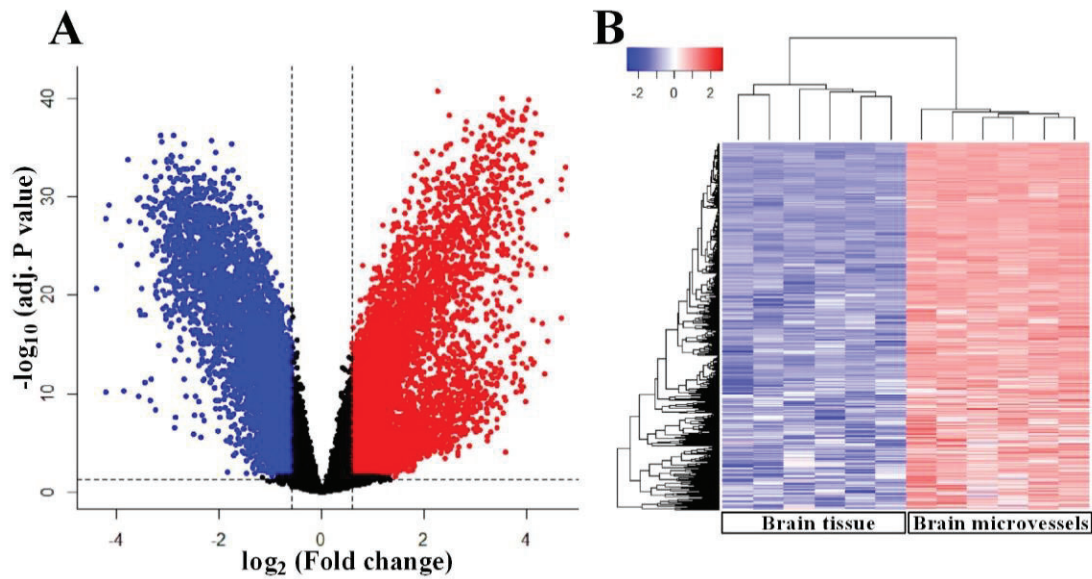 A
-log10 (adj. P value)
40
30
20
10
0
-4
-2
0
2
4
log2 (Fold change)
B
-2
0
2
Brain tissue
Brain microvessels